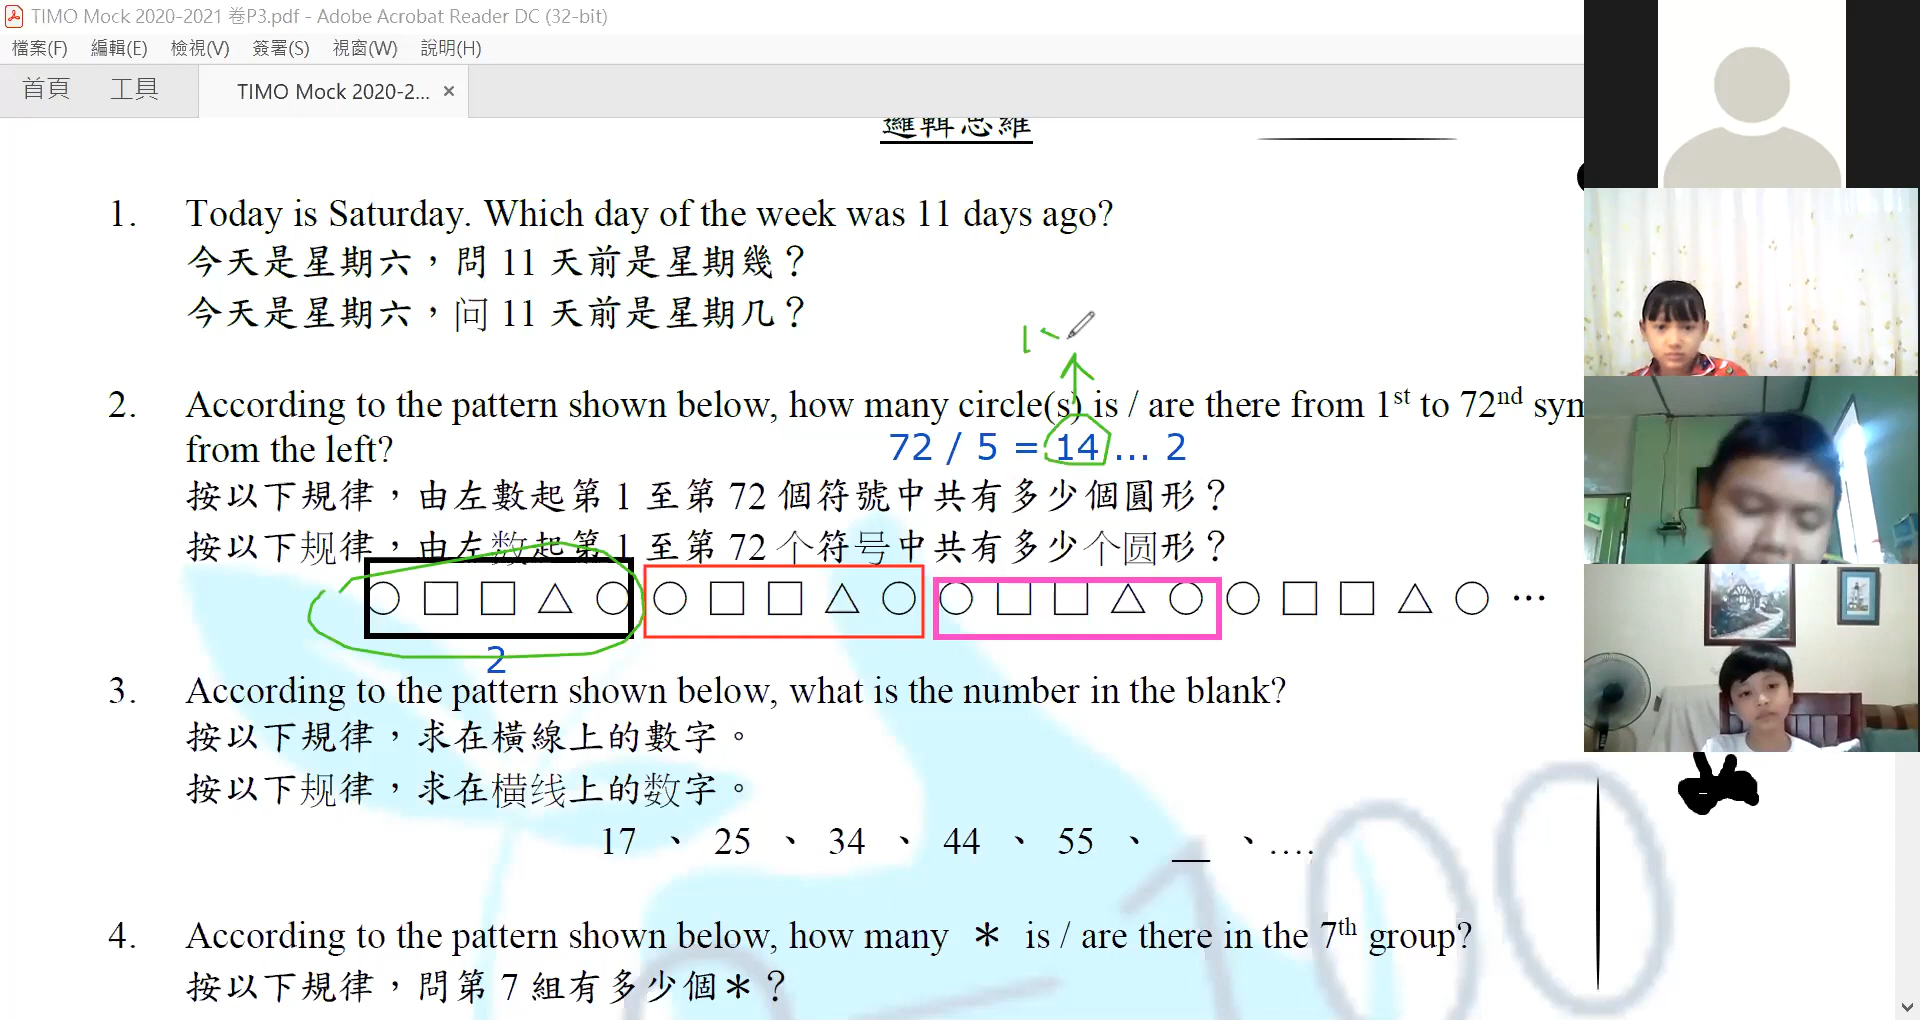 TIMO Mock 2020-2021 卷P3.pdf - Adobe Acrobat Reader DC (32-bit)
檔案(F) 編輯(E) 檢視(V) 簽署(S) 視窗(W) 說明(H)
首頁 工具 TIMO Mock 2020-2... ×
邏輯思維
1. Today is Saturday. Which day of the week was 11 days ago?
今天是星期六，問 11 天前是星期幾？
今天是星期六，问 11 天前是星期几？
2. According to the pattern shown below, how many circle(s) is / are there from 1st to 72nd sym
from the left?
72 / 5 = 14 ... 2
按以下規律，由左數起第 1 至第 72 個符號中共有多少個圓形？
按以下规律，由左数起第 1 至第 72 个符号中共有多少个圆形？
○ □ □ △ ○ ○ □ □ △ ○ ○ □ □ △ ○ ○ □ □ △ ○ ···
2
3. According to the pattern shown below, what is the number in the blank?
按以下規律，求在橫線上的數字。
按以下规律，求在横线上的数字。
17 、 25 、 34 、 44 、 55 、 __ 、....
4. According to the pattern shown below, how many * is / are there in the 7th group?
按以下規律，問第 7 組有多少個*？